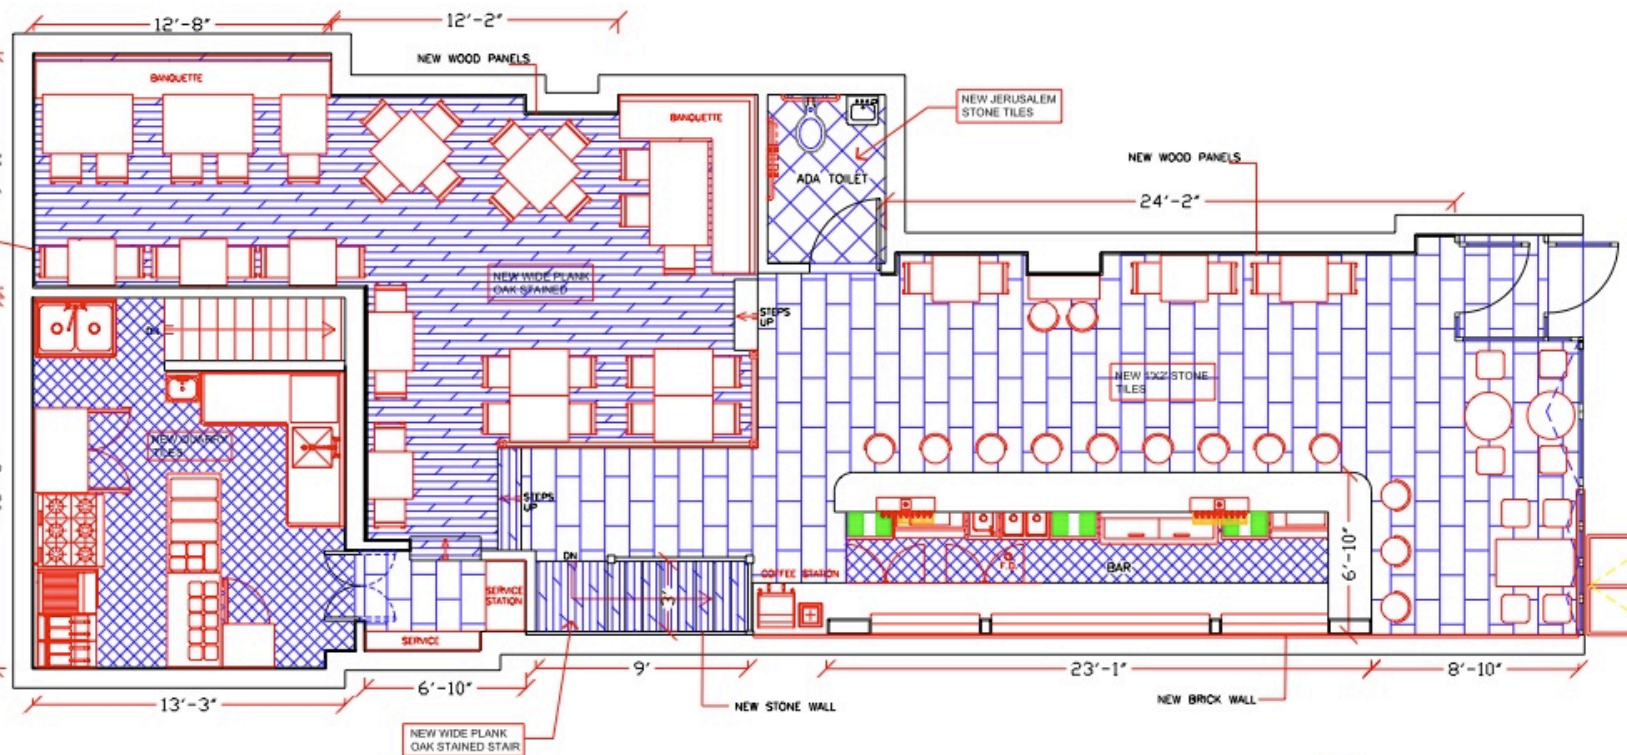 12'-8"
12'-2"
NEW WOOD PANELS
BANQUETTE
BANQUETTE
NEW JERUSALEM
STONE TILES
ADA TOILET
NEW WOOD PANELS
24'-2"
NEW WIDE PLANK
OAK STAINED
STEPS
UP
DN
NEW 1'X2' STONE
TILES
NEW QUARRY
TILES
STEPS
UP
DN
COFFEE STATION
F.D.
BAR
6'-10"
3'
SERVICE
STATION
SERVICE
13'-3"
6'-10"
9'
23'-1"
8'-10"
NEW STONE WALL
NEW BRICK WALL
NEW WIDE PLANK
OAK STAINED STAIR